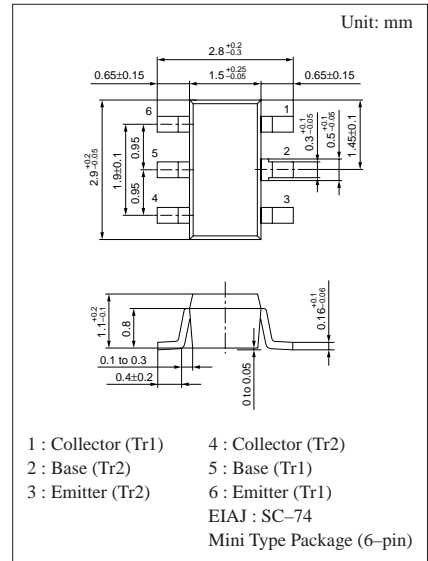 Unit: mm
2.8 +0.2 –0.3
0.65±0.15 1.5 +0.25 –0.05 0.65±0.15
6 1
5 2
4 3
2.9 +0.2 –0.05
1.9±0.1
0.95
0.95
0.3 +0.1 –0.05
0.5 +0.1 –0.05
1.45±0.1
1.1 +0.2 –0.1
0.8
0.1 to 0.3
0.4±0.2
0 to 0.05
0.16 +0.1 –0.06
1 : Collector (Tr1) 4 : Collector (Tr2)
2 : Base (Tr2) 5 : Base (Tr1)
3 : Emitter (Tr2) 6 : Emitter (Tr1)
EIAJ : SC–74
Mini Type Package (6–pin)